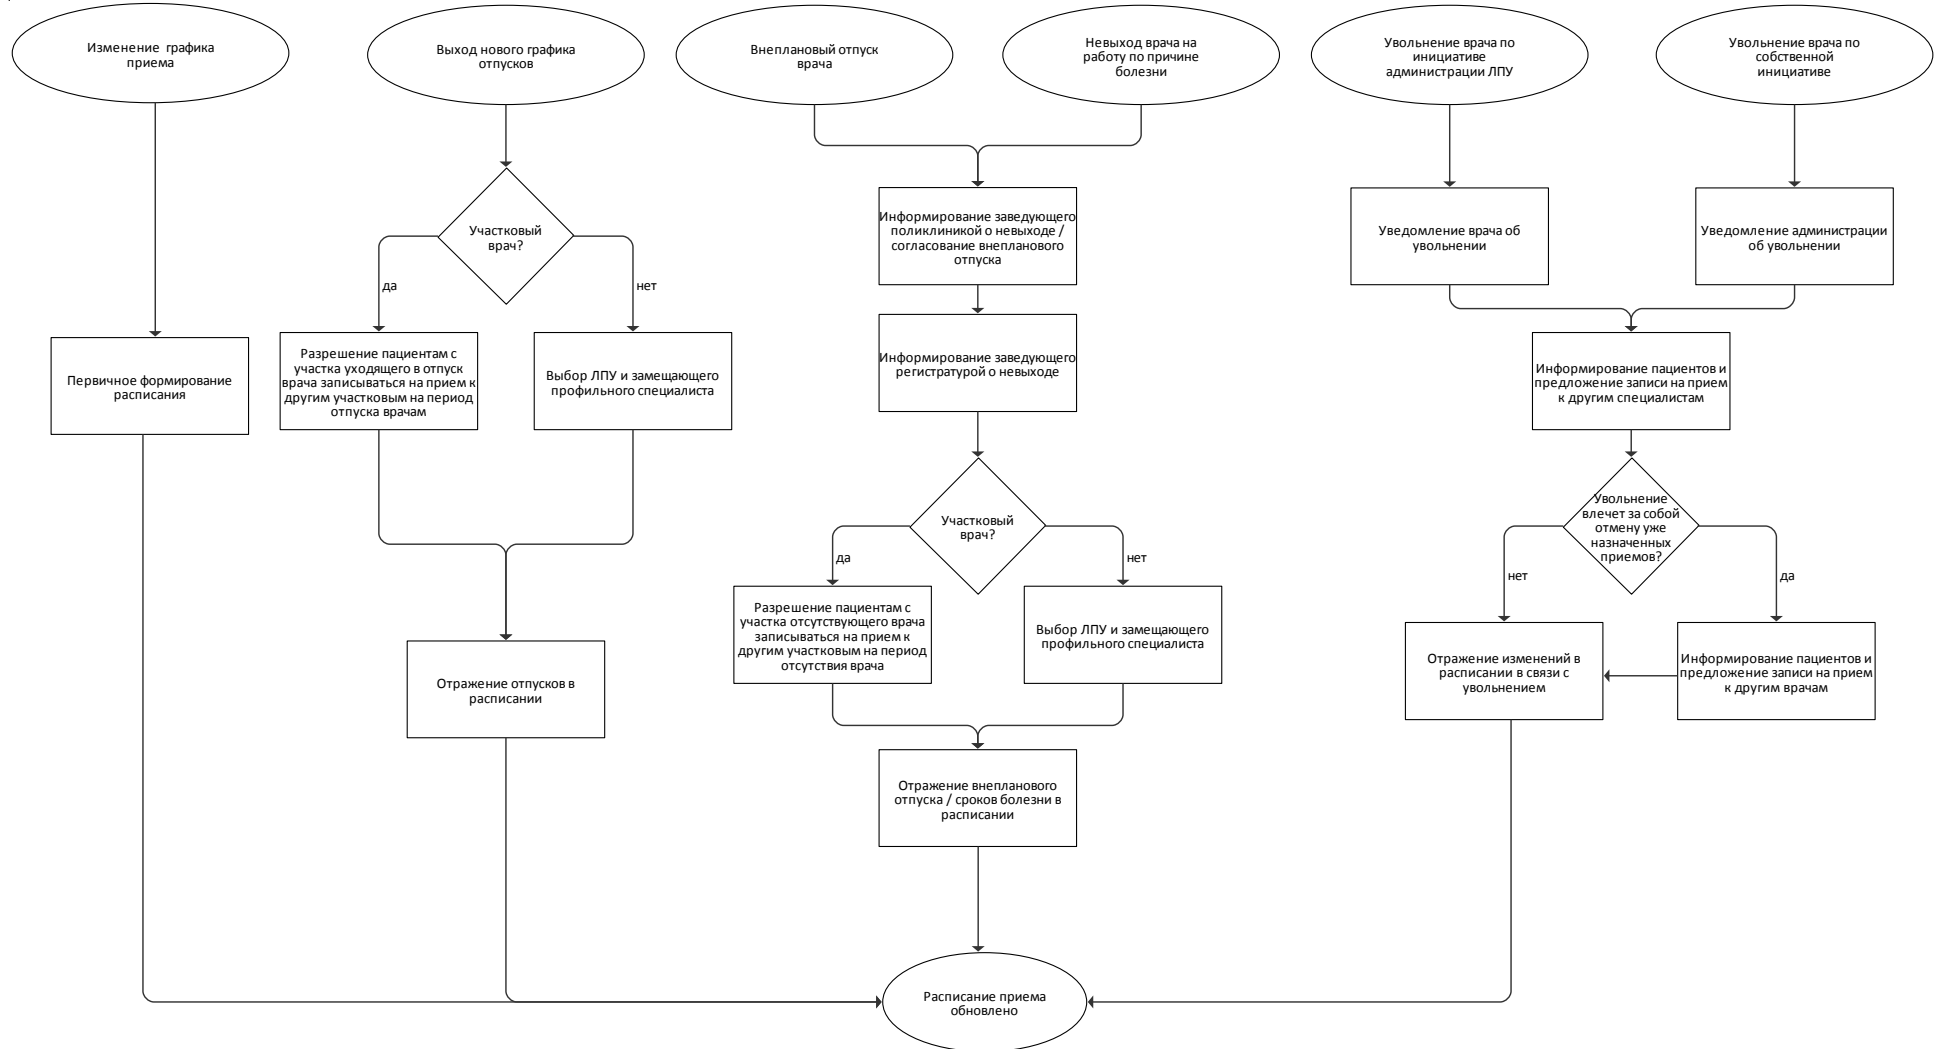 Изменение графика
приема
Выход нового графика
отпусков
Внеплановый отпуск
врача
Невыход врача на
работу по причине
болезни
Увольнение врача по
инициативе
администрации ЛПУ
Увольнение врача по
собственной
инициативе
Участковый
врач?
да
нет
Информирование заведующего
поликлиникой о невыходе /
согласование внепланового
отпуска
Уведомление врача об
увольнении
Уведомление администрации
об увольнении
Первичное формирование
расписания
Разрешение пациентам с
участка уходящего в отпуск
врача записываться на прием к
другим участковым на период
отпуска врачам
Выбор ЛПУ и замещающего
профильного специалиста
Информирование заведующего
регистратурой о невыходе
Информирование пациентов и
предложение записи на прием
к другим специалистам
Участковый
врач?
да
нет
Увольнение
влечет за собой
отмену уже
назначенных
приемов?
нет
да
Разрешение пациентам с
участка отсутствующего врача
записываться на прием к
другим участковым на период
отсутствия врача
Выбор ЛПУ и замещающего
профильного специалиста
Отражение отпусков в
расписании
Отражение изменений в
расписании в связи с
увольнением
Информирование пациентов и
предложение записи на прием
к другим врачам
Отражение внепланового
отпуска / сроков болезни в
расписании
Расписание приема
обновлено